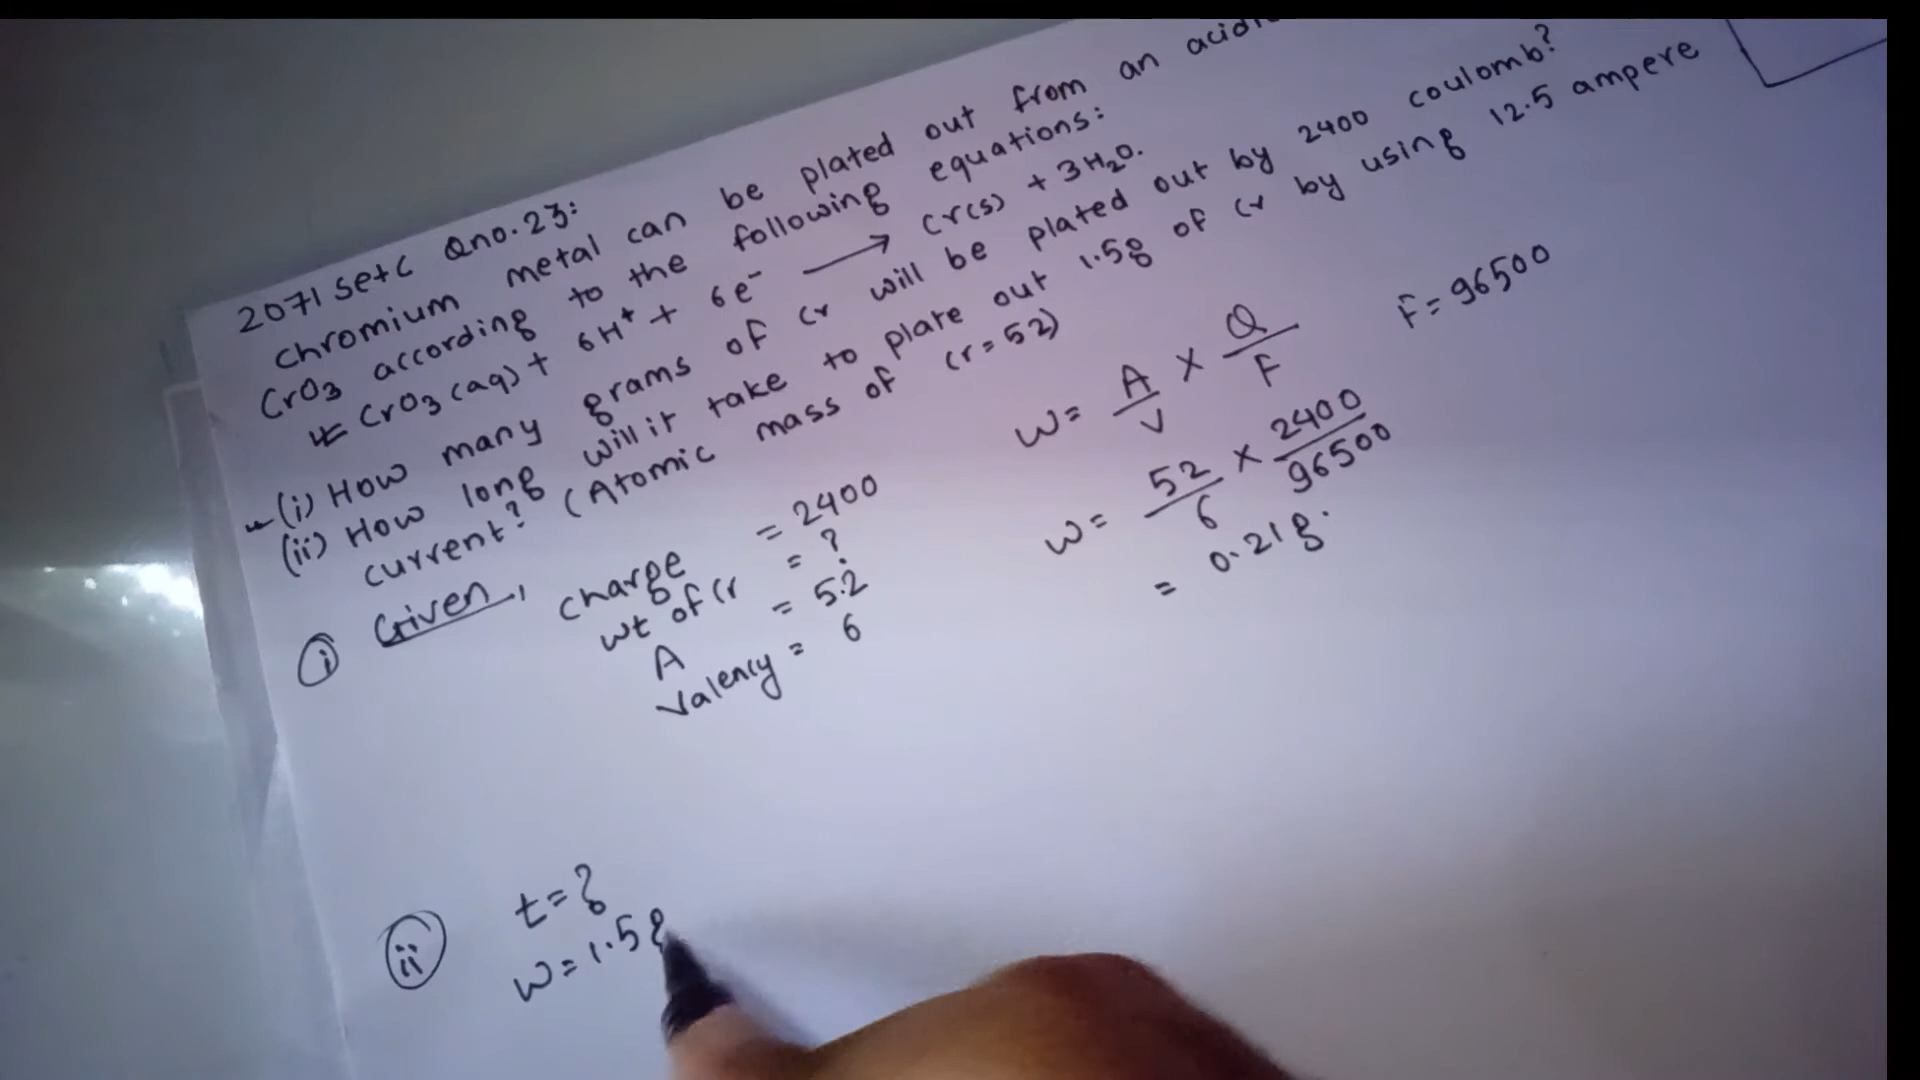 2071 Set C Qno.23:
Chromium metal can be plated out from an
CrO3 according to the following equations:
CrO3 (aq) + 6H+ + 6e- → Cr(s) + 3H2O.
(i) How many grams of Cr will be plated out by 2400 coulomb?
(ii) How long will it take to plate out 1.5g of Cr by using 12.5 ampere
current? (Atomic mass of Cr = 52)
(i) Given, charge = 2400
wt of Cr = ?
A = 52
Valency = 6
W = A/V × Q/F
F = 96500
W = 52/6 × 2400/96500
= 0.21g.
(ii) t = ?
W = 1.5g